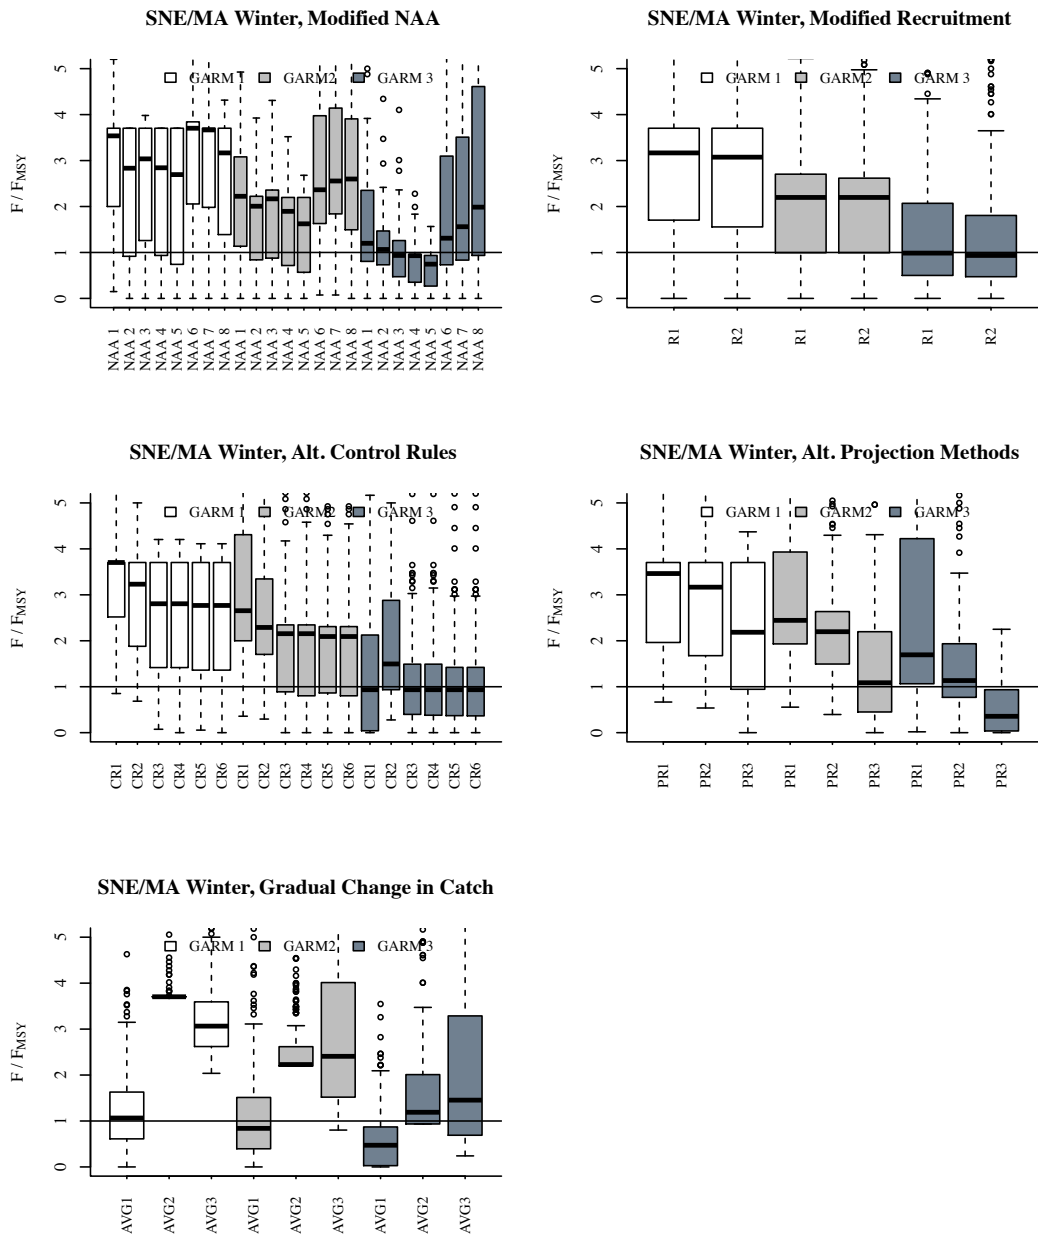 SNE/MA Winter, Modified NAA
F / FMSY
0 1 2 3 4 5
GARM 1 GARM2 GARM 3
NAA 1 NAA 2 NAA 3 NAA 4 NAA 5 NAA 6 NAA 7 NAA 8 NAA 1 NAA 2 NAA 3 NAA 4 NAA 5 NAA 6 NAA 7 NAA 8 NAA 1 NAA 2 NAA 3 NAA 4 NAA 5 NAA 6 NAA 7 NAA 8
SNE/MA Winter, Modified Recruitment
F / FMSY
0 1 2 3 4 5
GARM 1 GARM2 GARM 3
R1 R2 R1 R2 R1 R2
SNE/MA Winter, Alt. Control Rules
F / FMSY
0 1 2 3 4 5
GARM 1 GARM2 GARM 3
CR1 CR2 CR3 CR4 CR5 CR6 CR1 CR2 CR3 CR4 CR5 CR6 CR1 CR2 CR3 CR4 CR5 CR6
SNE/MA Winter, Alt. Projection Methods
F / FMSY
0 1 2 3 4 5
GARM 1 GARM2 GARM 3
PR1 PR2 PR3 PR1 PR2 PR3 PR1 PR2 PR3
SNE/MA Winter, Gradual Change in Catch
F / FMSY
0 1 2 3 4 5
GARM 1 GARM2 GARM 3
AVG1 AVG2 AVG3 AVG1 AVG2 AVG3 AVG1 AVG2 AVG3